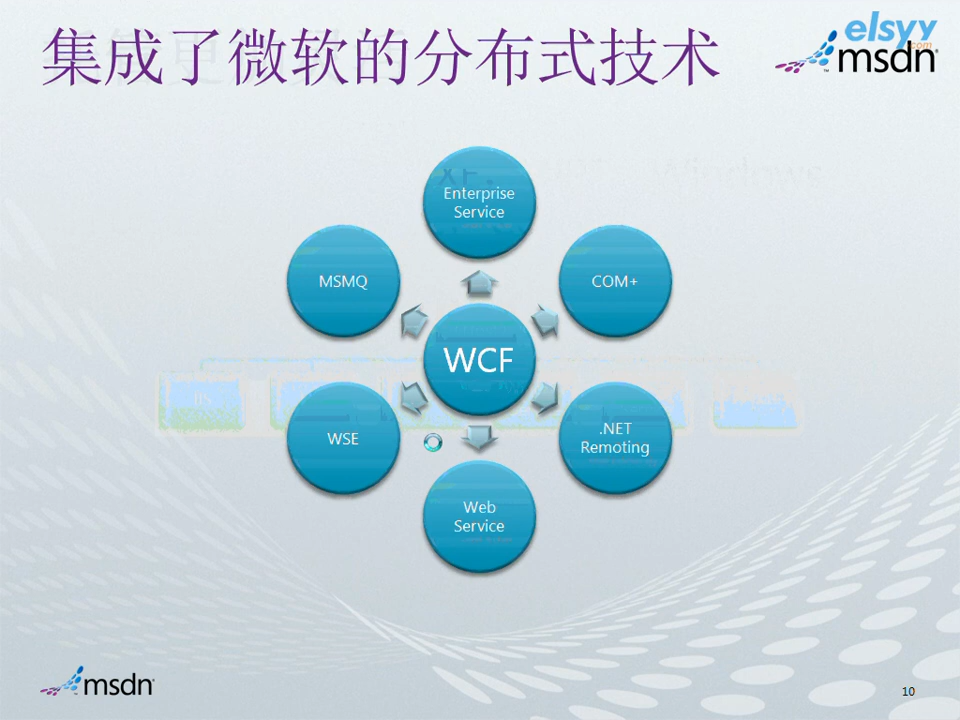 集成了微软的分布式技术
elsyy
.com
msdn
Enterprise
Service
MSMQ
COM+
WCF
WSE
.NET
Remoting
Web
Service
msdn
10